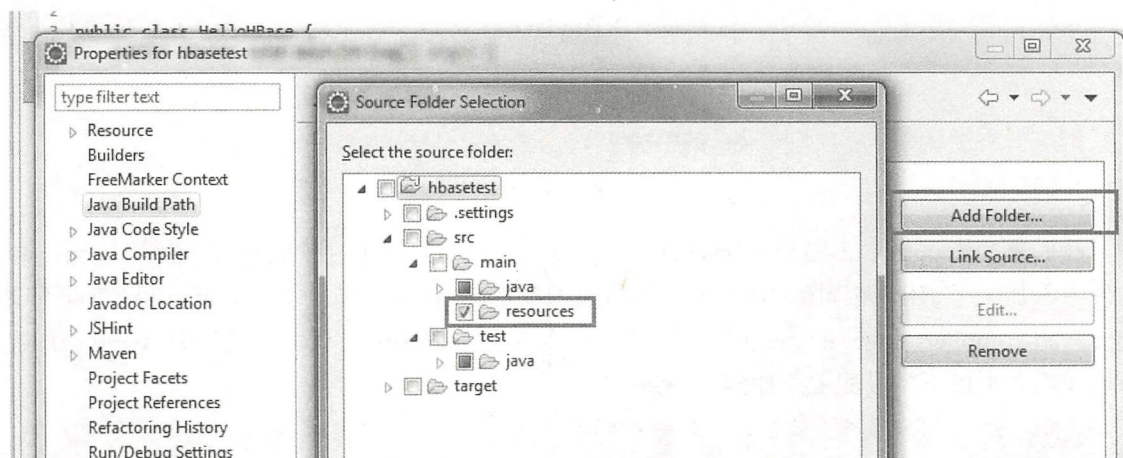 2
3 public class HelloHBase {
Properties for hbasetest
type filter text
Resource
Builders
FreeMarker Context
Java Build Path
Java Code Style
Java Compiler
Java Editor
Javadoc Location
JSHint
Maven
Project Facets
Project References
Refactoring History
Run/Debug Settings
Source Folder Selection
Select the source folder:
hbasetest
.settings
src
main
java
resources
test
java
target
Add Folder...
Link Source...
Edit...
Remove